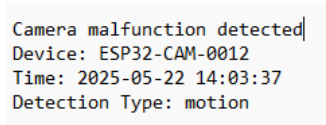 Camera malfunction detected
Device: ESP32-CAM-0012
Time: 2025-05-22 14:03:37
Detection Type: motion